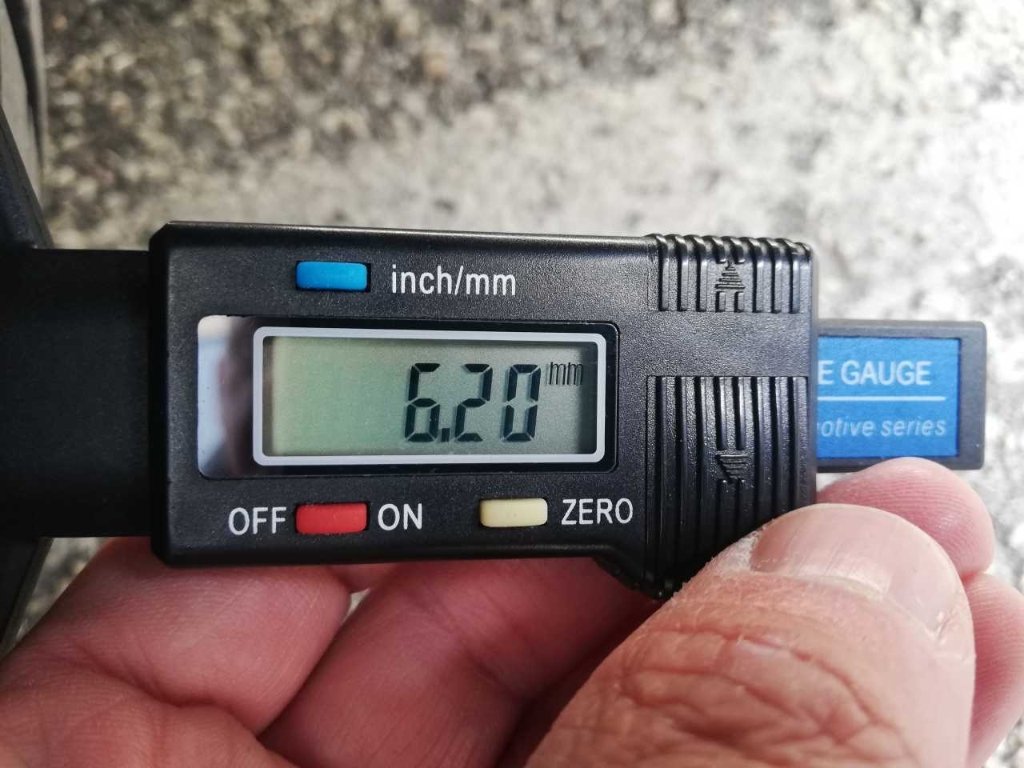 inch/mm
6.20 mm
OFF ON ZERO
E GAUGE
otive series